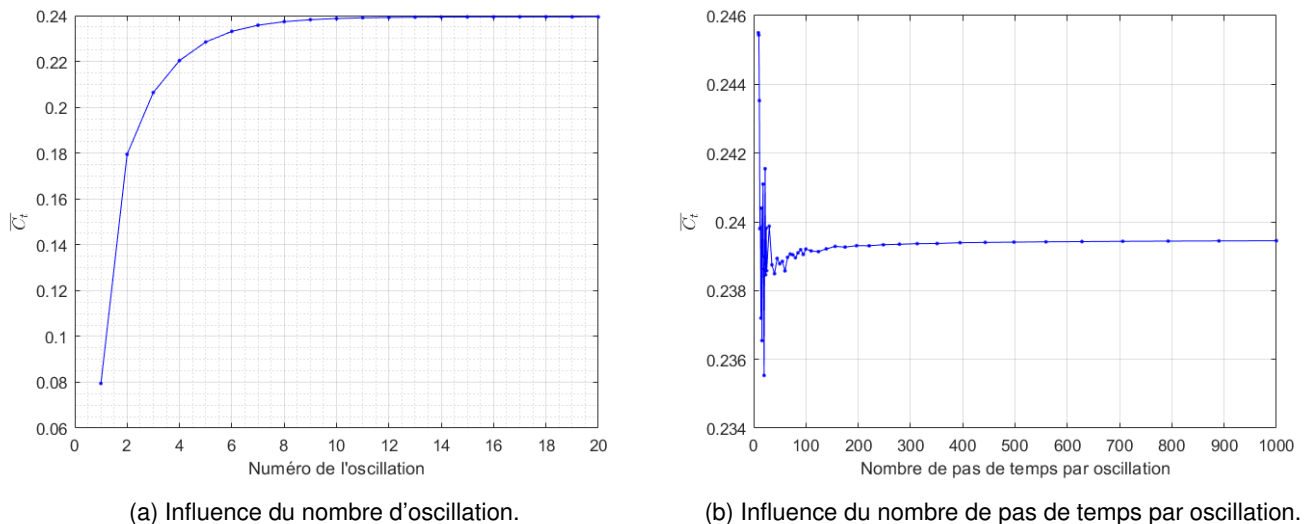 0.24
0.22
0.2
0.18
0.16
0.14
0.12
0.1
0.08
0.06
C̅t
0 2 4 6 8 10 12 14 16 18 20
Numéro de l'oscillation
(a) Influence du nombre d'oscillation.
0.246
0.244
0.242
0.24
0.238
0.236
0.234
C̅t
0 100 200 300 400 500 600 700 800 900 1000
Nombre de pas de temps par oscillation
(b) Influence du nombre de pas de temps par oscillation.